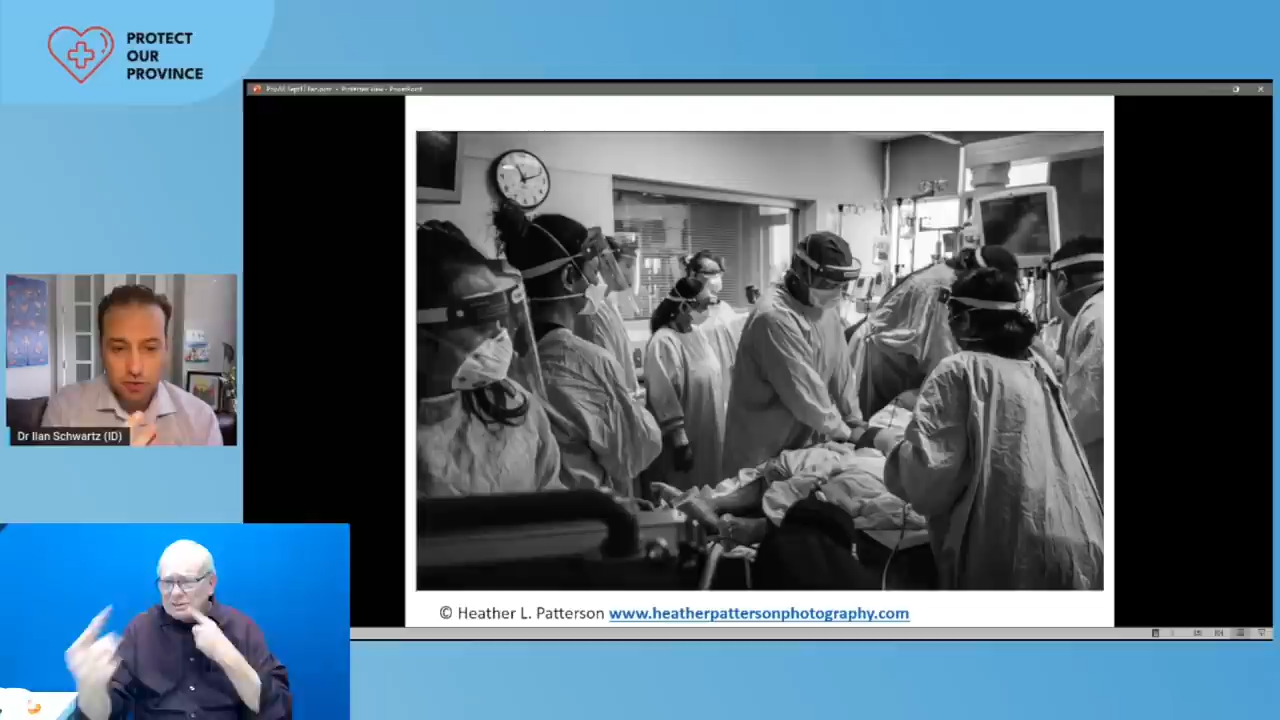 PROTECT
OUR
PROVINCE
Dr Ilan Schwartz (ID)
© Heather L. Patterson www.heatherpattersonphotography.com